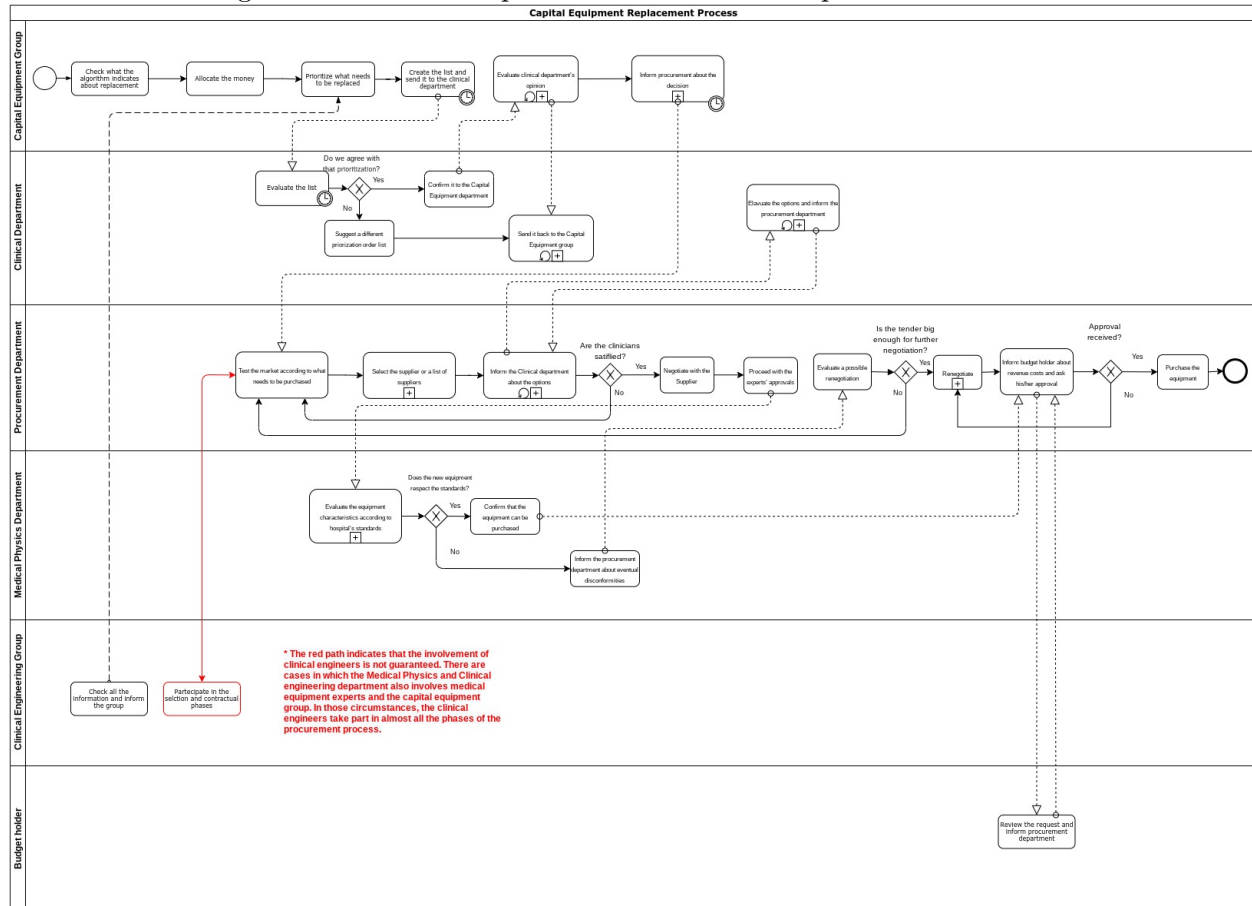 Capital Equipment Replacement Process
Capital Equipment Group
Check what the
algorithm indicates
about replacement
Allocate the money
Prioritize what needs
to be replaced
Create the list and
send it to the clinical
department
Evaluate clinical department's
opinion
Inform procurement about the
decision
Clinical Department
Do we agree with
that prioritization?
Evaluate the list
Yes
No
Confirm it to the Capital
Equipment department
Suggest a different
priorization order list
Send it back to the Capital
Equipment group
Elavuate the options and inform the
procurement department
Procurement Department
Test the market according to what
needs to be purchased
Select the supplier or a list of
suppliers
Inform the Clinical department
about the options
Are the clinicians
satiflied?
Yes
No
Negotiate with the
Supplier
Proceed with the
experts' approvals
Evaluate a possible
renegotiation
Is the tender big
enough for further
negotiation?
Yes
No
Renegotiate
Inform budget holder about
revenue costs and ask
his/her approval
Approval
received?
Yes
No
Purchase the
equipment
Medical Physics Department
Evaluate the equipment
characteristics according to
hospital's standards
Does the new equipment
respect the standards?
Yes
No
Confirm that the
equipment can be
purchased
Inform the procurement
department about eventual
disconformities
Clinical Engineering Group
Check all the
information and inform
the group
Partecipate in the
selction and contractual
phases
* The red path indicates that the involvement of
clinical engineers is not guaranteed. There are
cases in which the Medical Physics and Clinical
engineering department also involves medical
equipment experts and the capital equipment
group. In those circumstances, the clinical
engineers take part in almost all the phases of the
procurement process.
Budget holder
Review the request and
inform procurement
department